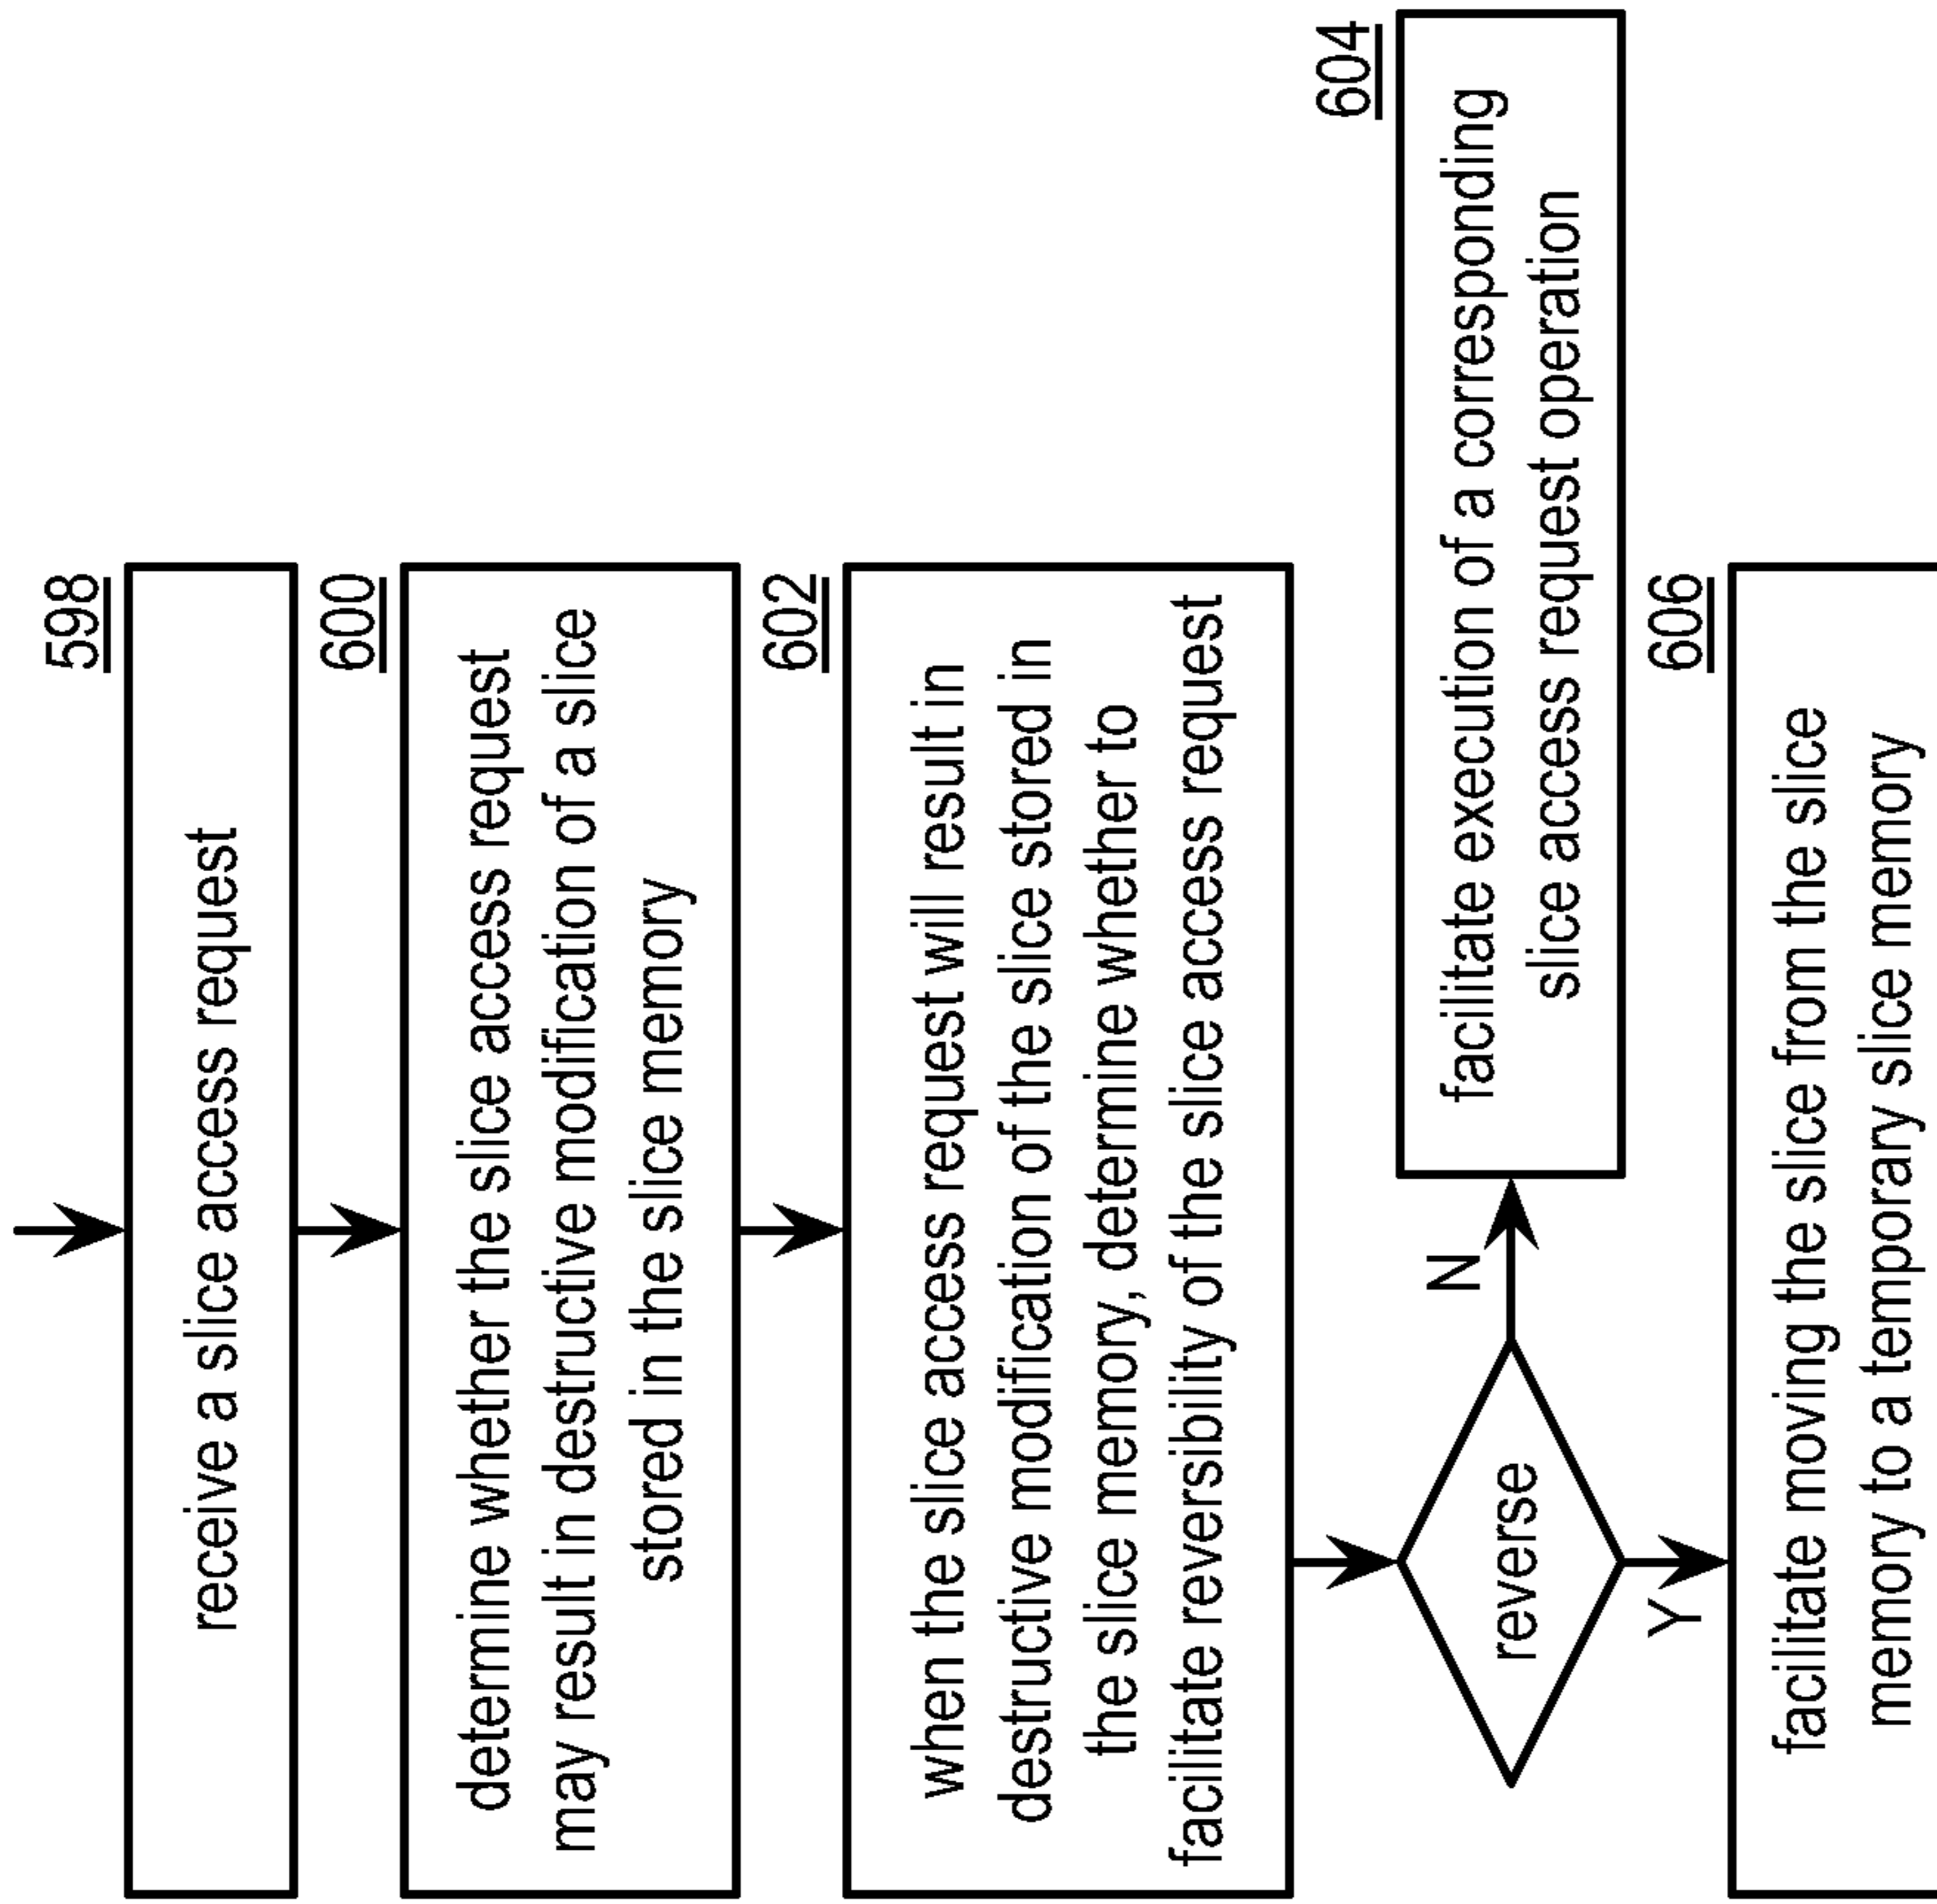 598
receive a slice access request
600
determine whether the slice access request
may result in destructive modification of a slice
stored in the slice memory
602
when the slice access request will result in
destructive modification of the slice stored in
the slice memory, determine whether to
facilitate reversibility of the slice access request
reverse
N
604
facilitate execution of a corresponding
slice access request operation
Y
606
facilitate moving the slice from the slice
memory to a temporary slice memory